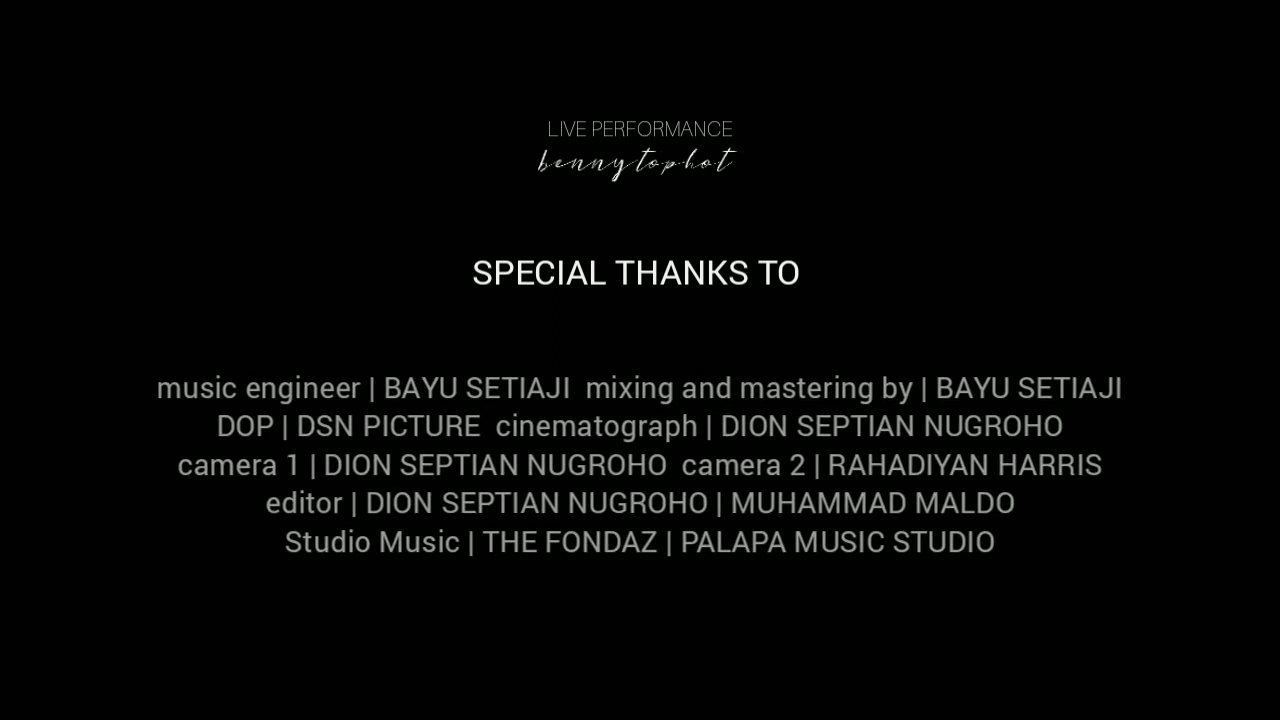 LIVE PERFORMANCE
bennytophot
SPECIAL THANKS TO
music engineer | BAYU SETIAJI  mixing and mastering by | BAYU SETIAJI
DOP | DSN PICTURE  cinematograph | DION SEPTIAN NUGROHO
camera 1 | DION SEPTIAN NUGROHO  camera 2 | RAHADIYAN HARRIS
editor | DION SEPTIAN NUGROHO | MUHAMMAD MALDO
Studio Music | THE FONDAZ | PALAPA MUSIC STUDIO